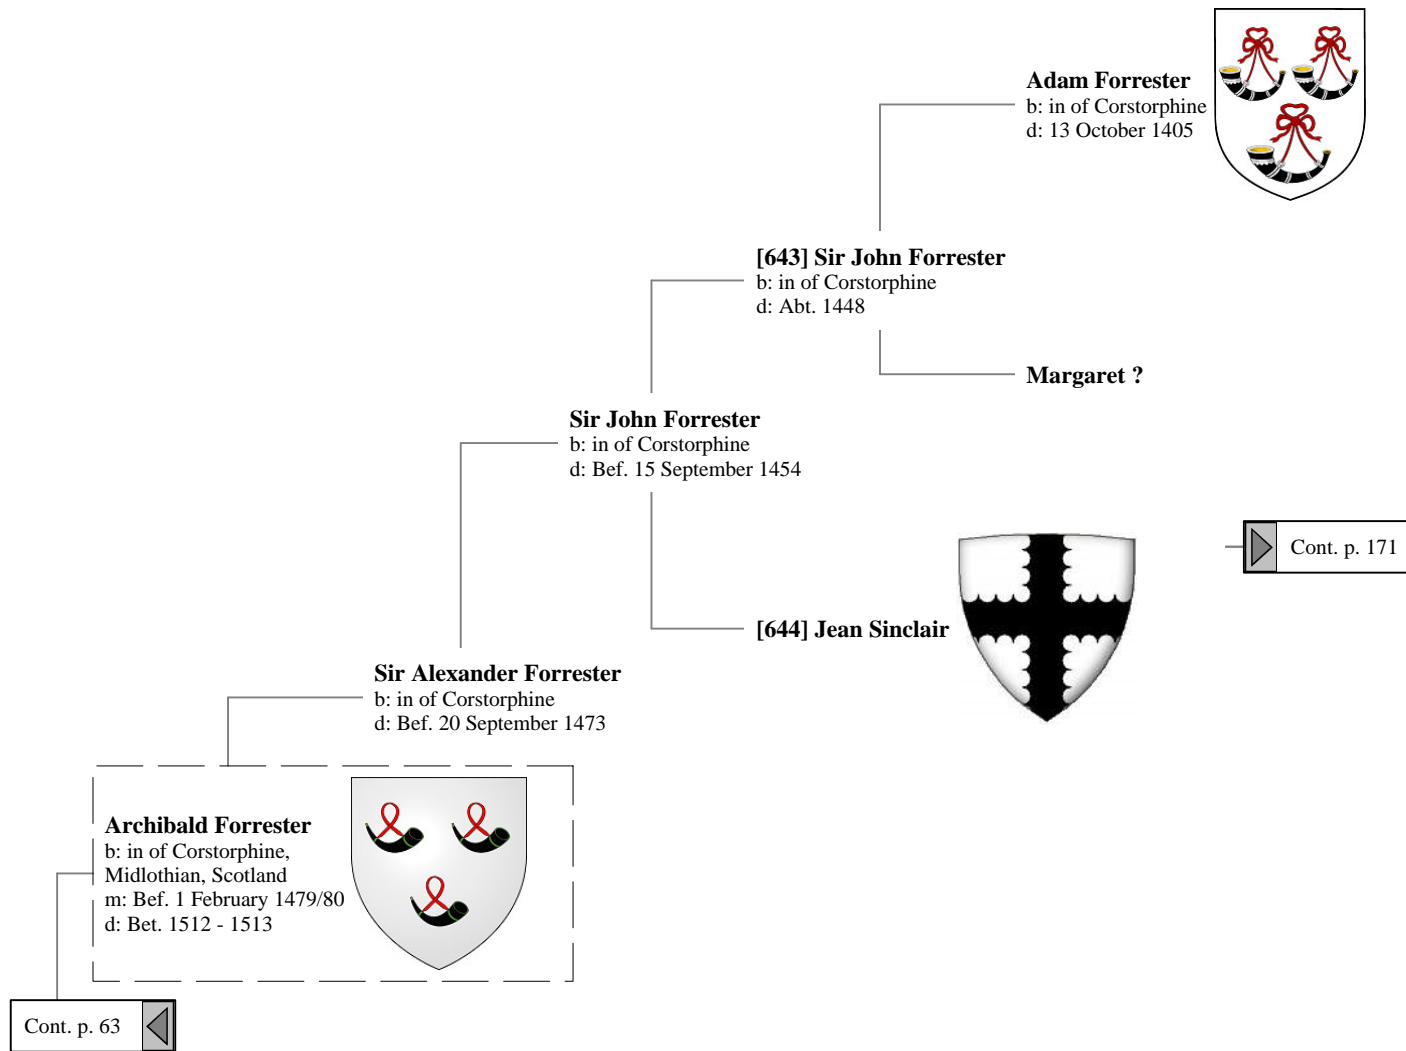 Adam Forrester
b: in of Corstorphine
d: 13 October 1405
[643] Sir John Forrester
b: in of Corstorphine
d: Abt. 1448
Margaret ?
Sir John Forrester
b: in of Corstorphine
d: Bef. 15 September 1454
Cont. p. 171
[644] Jean Sinclair
Sir Alexander Forrester
b: in of Corstorphine
d: Bef. 20 September 1473
Archibald Forrester
b: in of Corstorphine,
Midlothian, Scotland
m: Bef. 1 February 1479/80
d: Bet. 1512 - 1513
Cont. p. 63